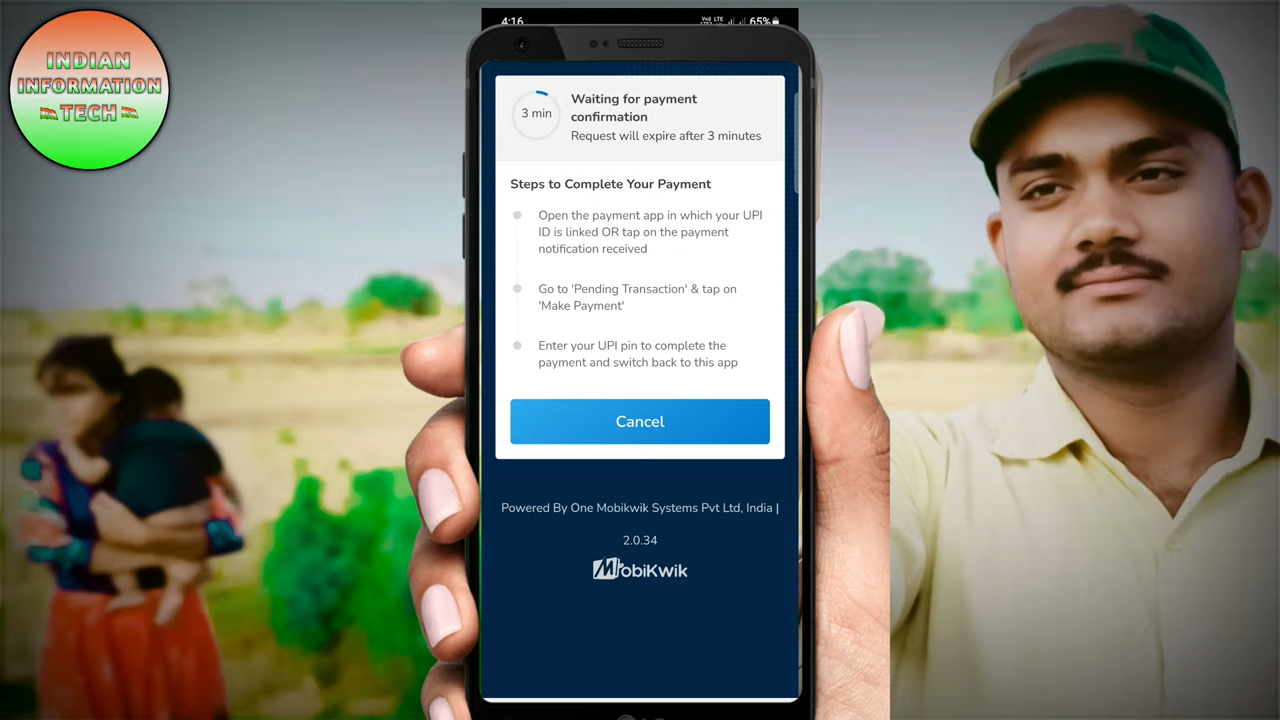 INDIAN
INFORMATION
TECH
4:16
65%
3 min
Waiting for payment
confirmation
Request will expire after 3 minutes
Steps to Complete Your Payment
Open the payment app in which your UPI
ID is linked OR tap on the payment
notification received
Go to 'Pending Transaction' & tap on
'Make Payment'
Enter your UPI pin to complete the
payment and switch back to this app
Cancel
Powered By One Mobikwik Systems Pvt Ltd, India |
2.0.34
MobiKwik